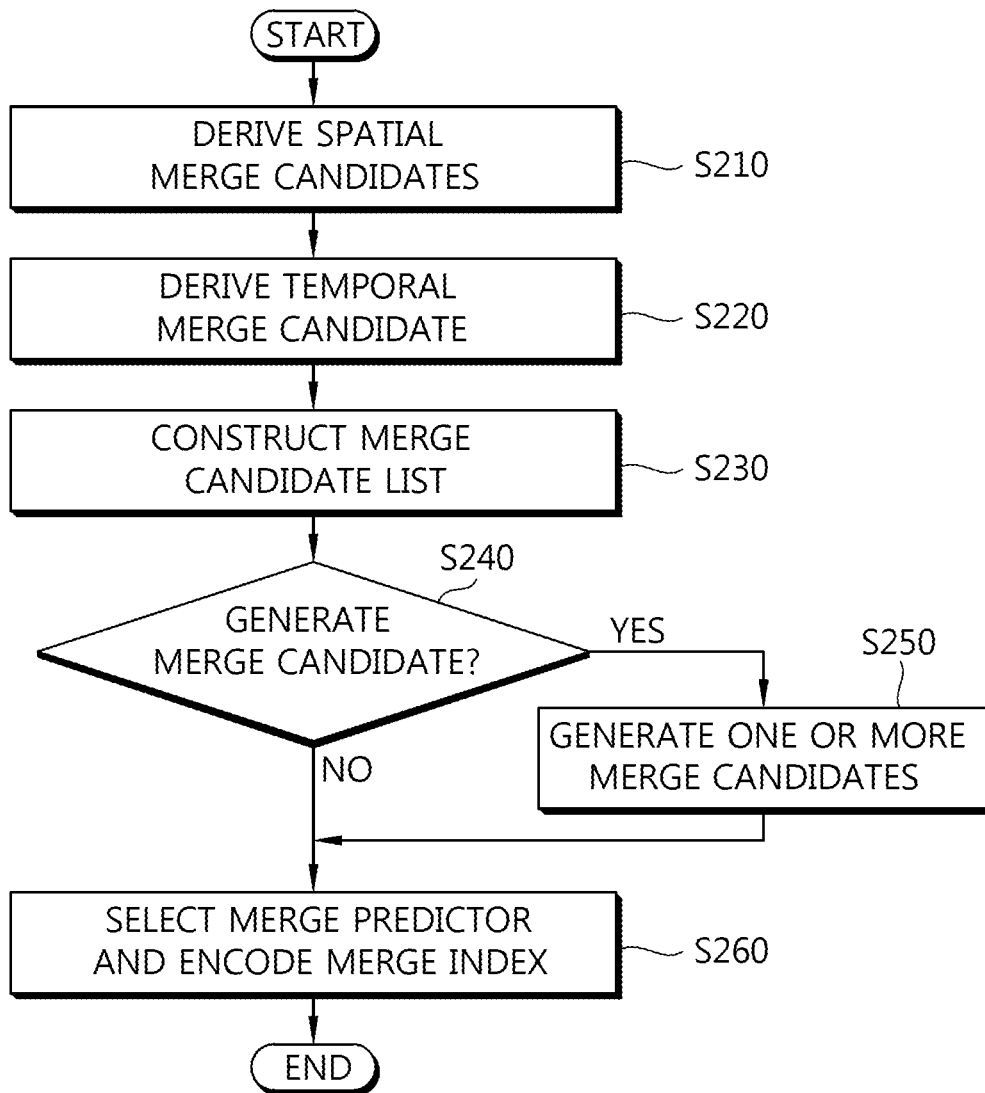 START
DERIVE SPATIAL
MERGE CANDIDATES
S210
DERIVE TEMPORAL
MERGE CANDIDATE
S220
CONSTRUCT MERGE
CANDIDATE LIST
S230
S240
GENERATE
MERGE CANDIDATE?
YES
S250
GENERATE ONE OR MORE
MERGE CANDIDATES
NO
SELECT MERGE PREDICTOR
AND ENCODE MERGE INDEX
S260
END